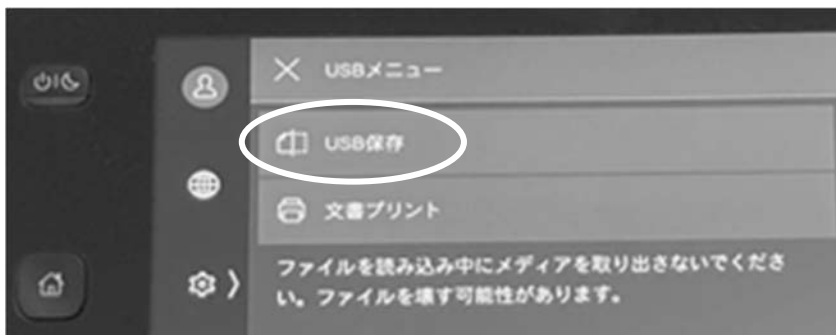 USBメニュー
USB保存
文書プリント
ファイルを読み込み中にメディアを取り出さないでくださ
い。ファイルを壊す可能性があります。